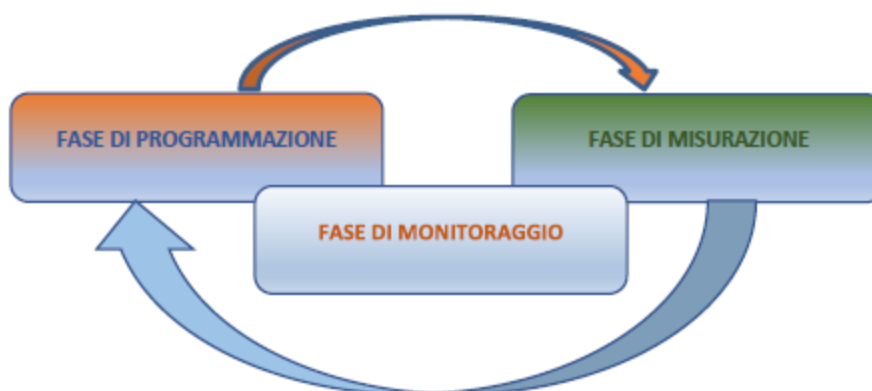 FASE DI PROGRAMMAZIONE
FASE DI MISURAZIONE
FASE DI MONITORAGGIO